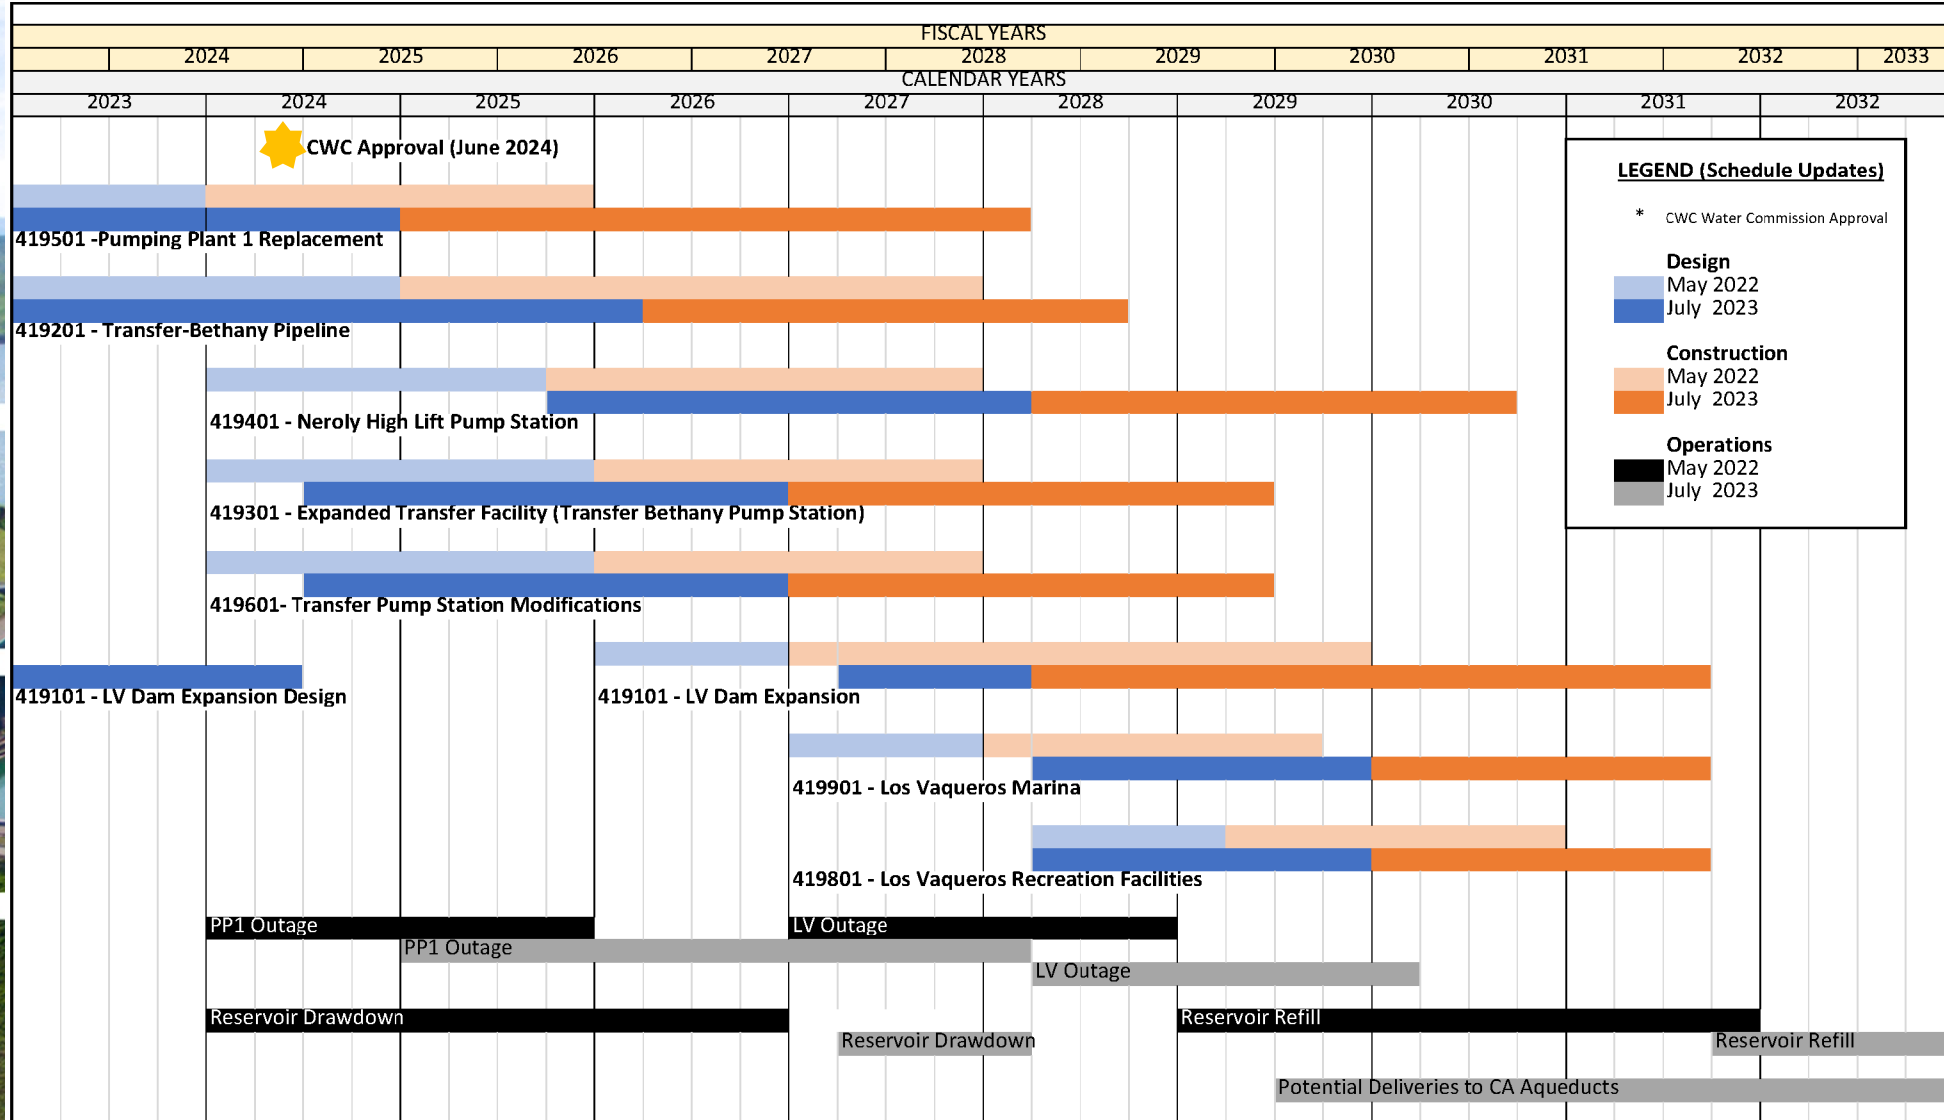 FISCAL YEARS
2024 2025 2026 2027 2028 2029 2030 2031 2032 2033
CALENDAR YEARS
2023 2024 2025 2026 2027 2028 2029 2030 2031 2032
CWC Approval (June 2024)
LEGEND (Schedule Updates)
* CWC Water Commission Approval
Design
May 2022
July 2023
Construction
May 2022
July 2023
Operations
May 2022
July 2023
419501 -Pumping Plant 1 Replacement
419201 - Transfer-Bethany Pipeline
419401 - Neroly High Lift Pump Station
419301 - Expanded Transfer Facility (Transfer Bethany Pump Station)
419601- Transfer Pump Station Modifications
419101 - LV Dam Expansion Design
419101 - LV Dam Expansion
419901 - Los Vaqueros Marina
419801 - Los Vaqueros Recreation Facilities
PP1 Outage
LV Outage
PP1 Outage
LV Outage
Reservoir Drawdown
Reservoir Refill
Reservoir Drawdown
Reservoir Refill
Potential Deliveries to CA Aqueducts